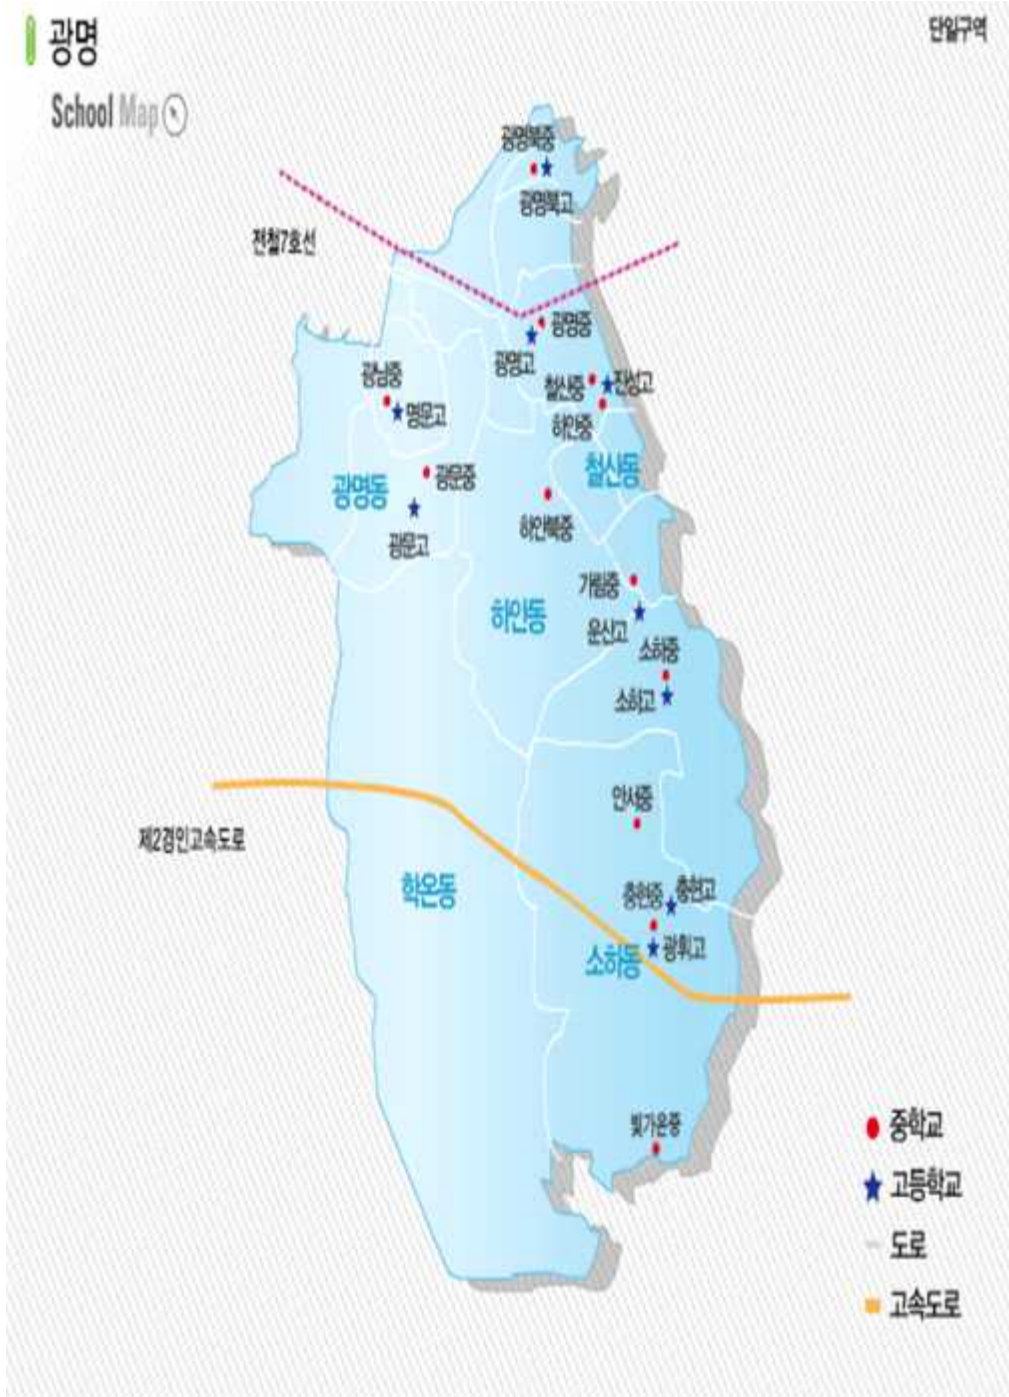 광명
단일구역
School Map
광명북중
광명북고
전철7호선
광명중
광명고
광남중
명문고
철산중
진성고
하안중
철산동
광문중
광명동
하안북중
광문고
가림중
하안동
운산고
소하중
소하고
안서중
제2경인고속도로
학온동
충현중
충현고
광휘고
소하동
빛가온중
중학교
고등학교
도로
고속도로